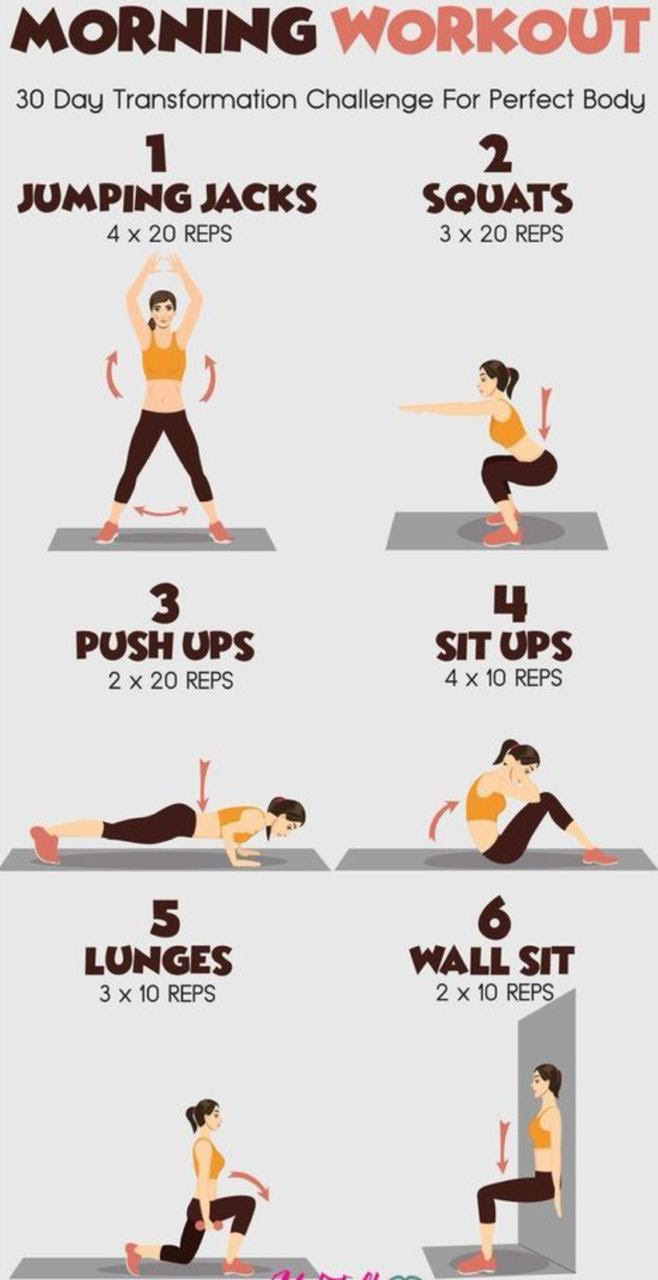 MORNING WORKOUT
30 Day Transformation Challenge For Perfect Body
1
JUMPING JACKS
4 x 20 REPS
2
SQUATS
3 x 20 REPS
3
PUSH UPS
2 x 20 REPS
4
SIT UPS
4 x 10 REPS
5
LUNGES
3 x 10 REPS
6
WALL SIT
2 x 10 REPS